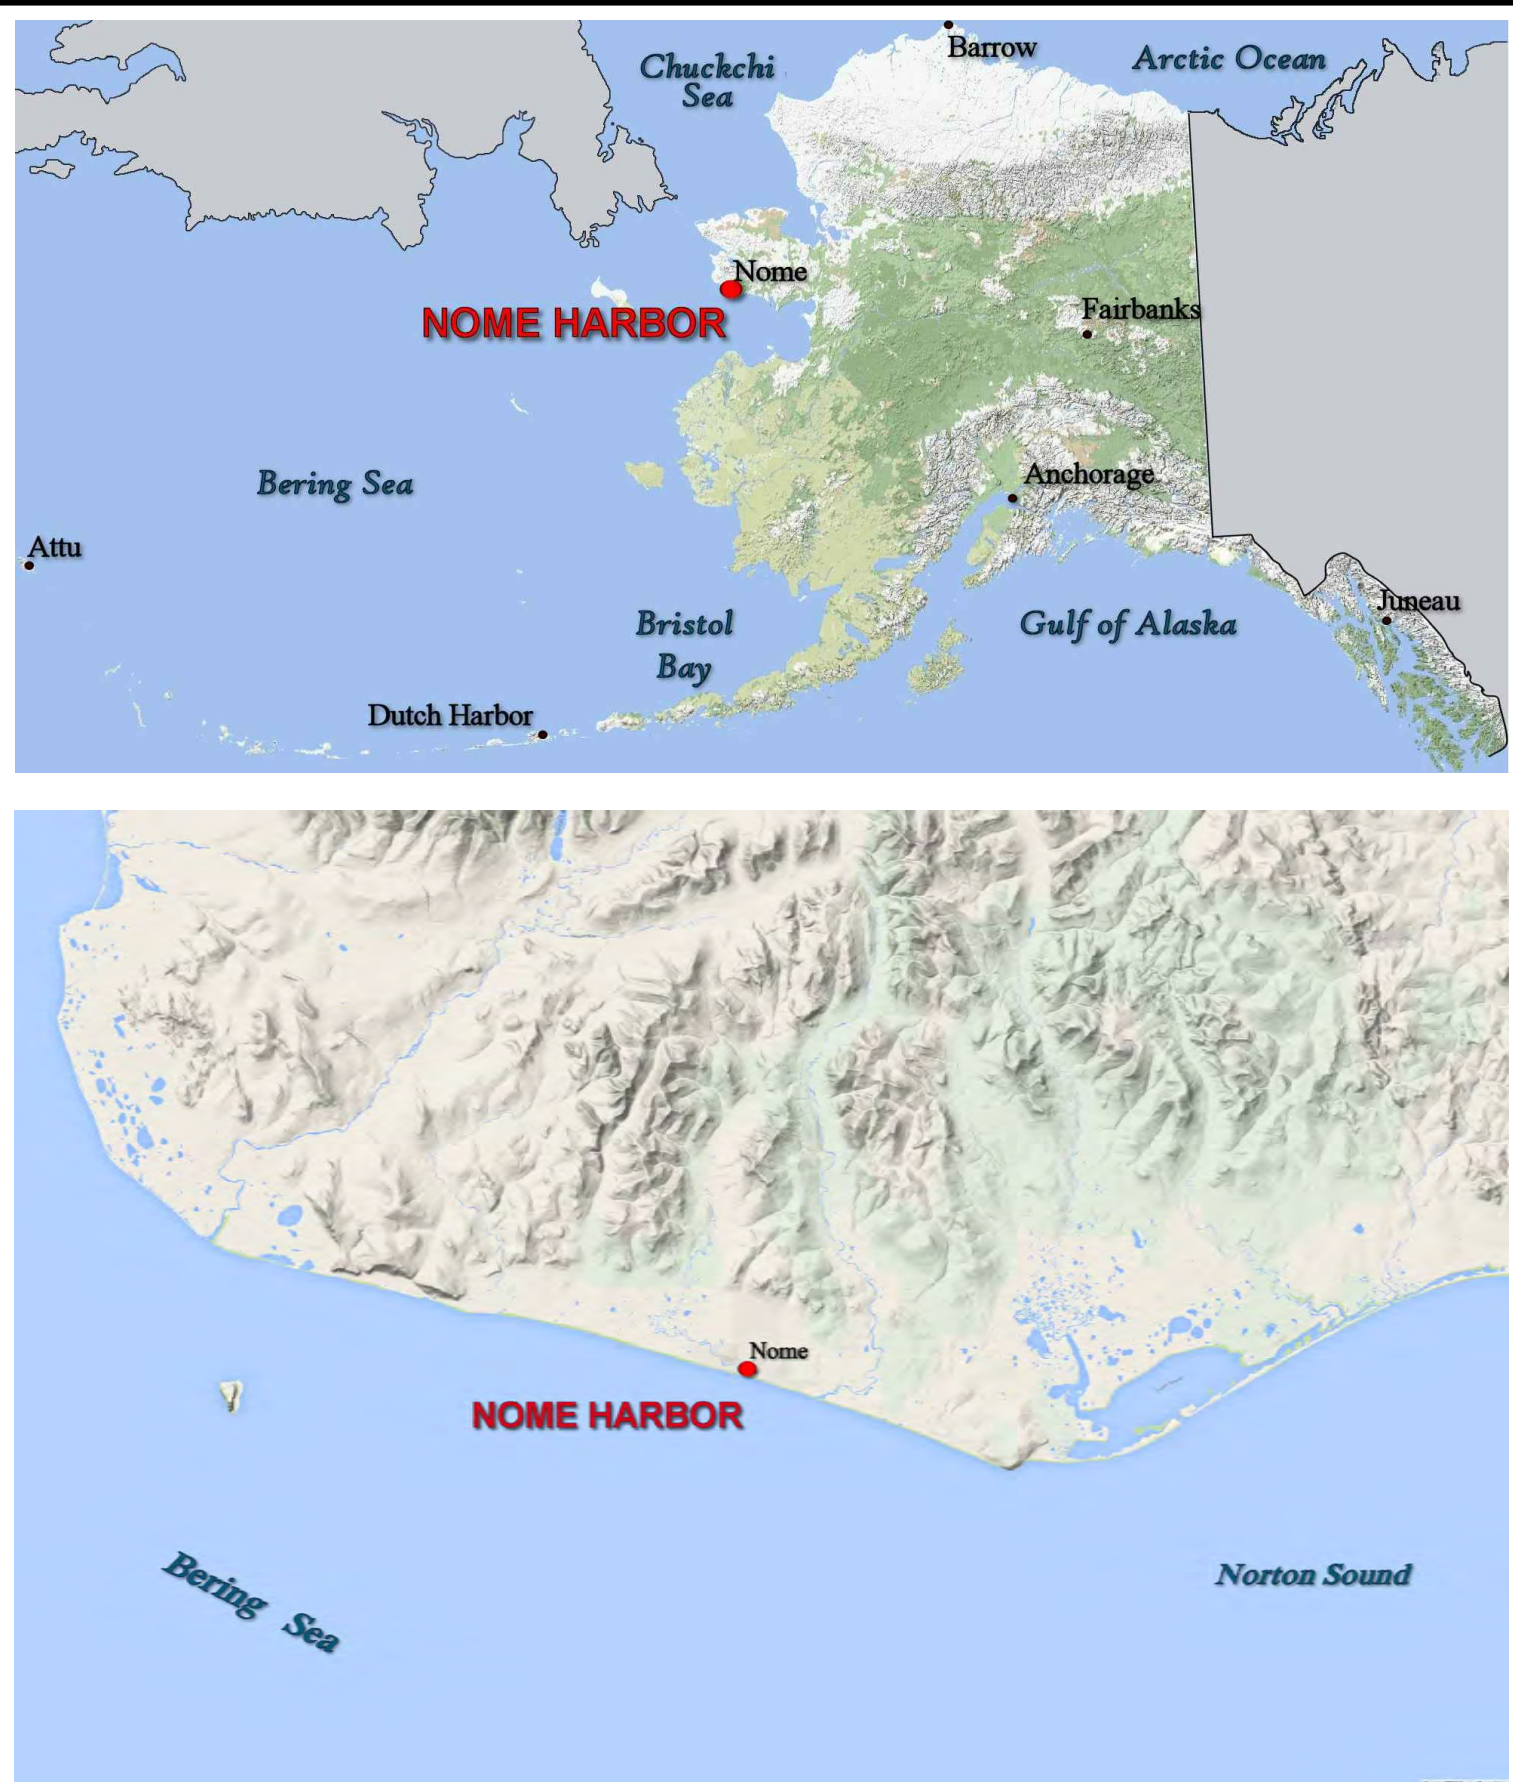 Barrow
Chuckchi
Sea
Arctic Ocean
Nome
NOME HARBOR
Fairbanks
Anchorage
Bering Sea
Attu
Bristol
Bay
Gulf of Alaska
Juneau
Dutch Harbor
Nome
NOME HARBOR
Bering Sea
Norton Sound